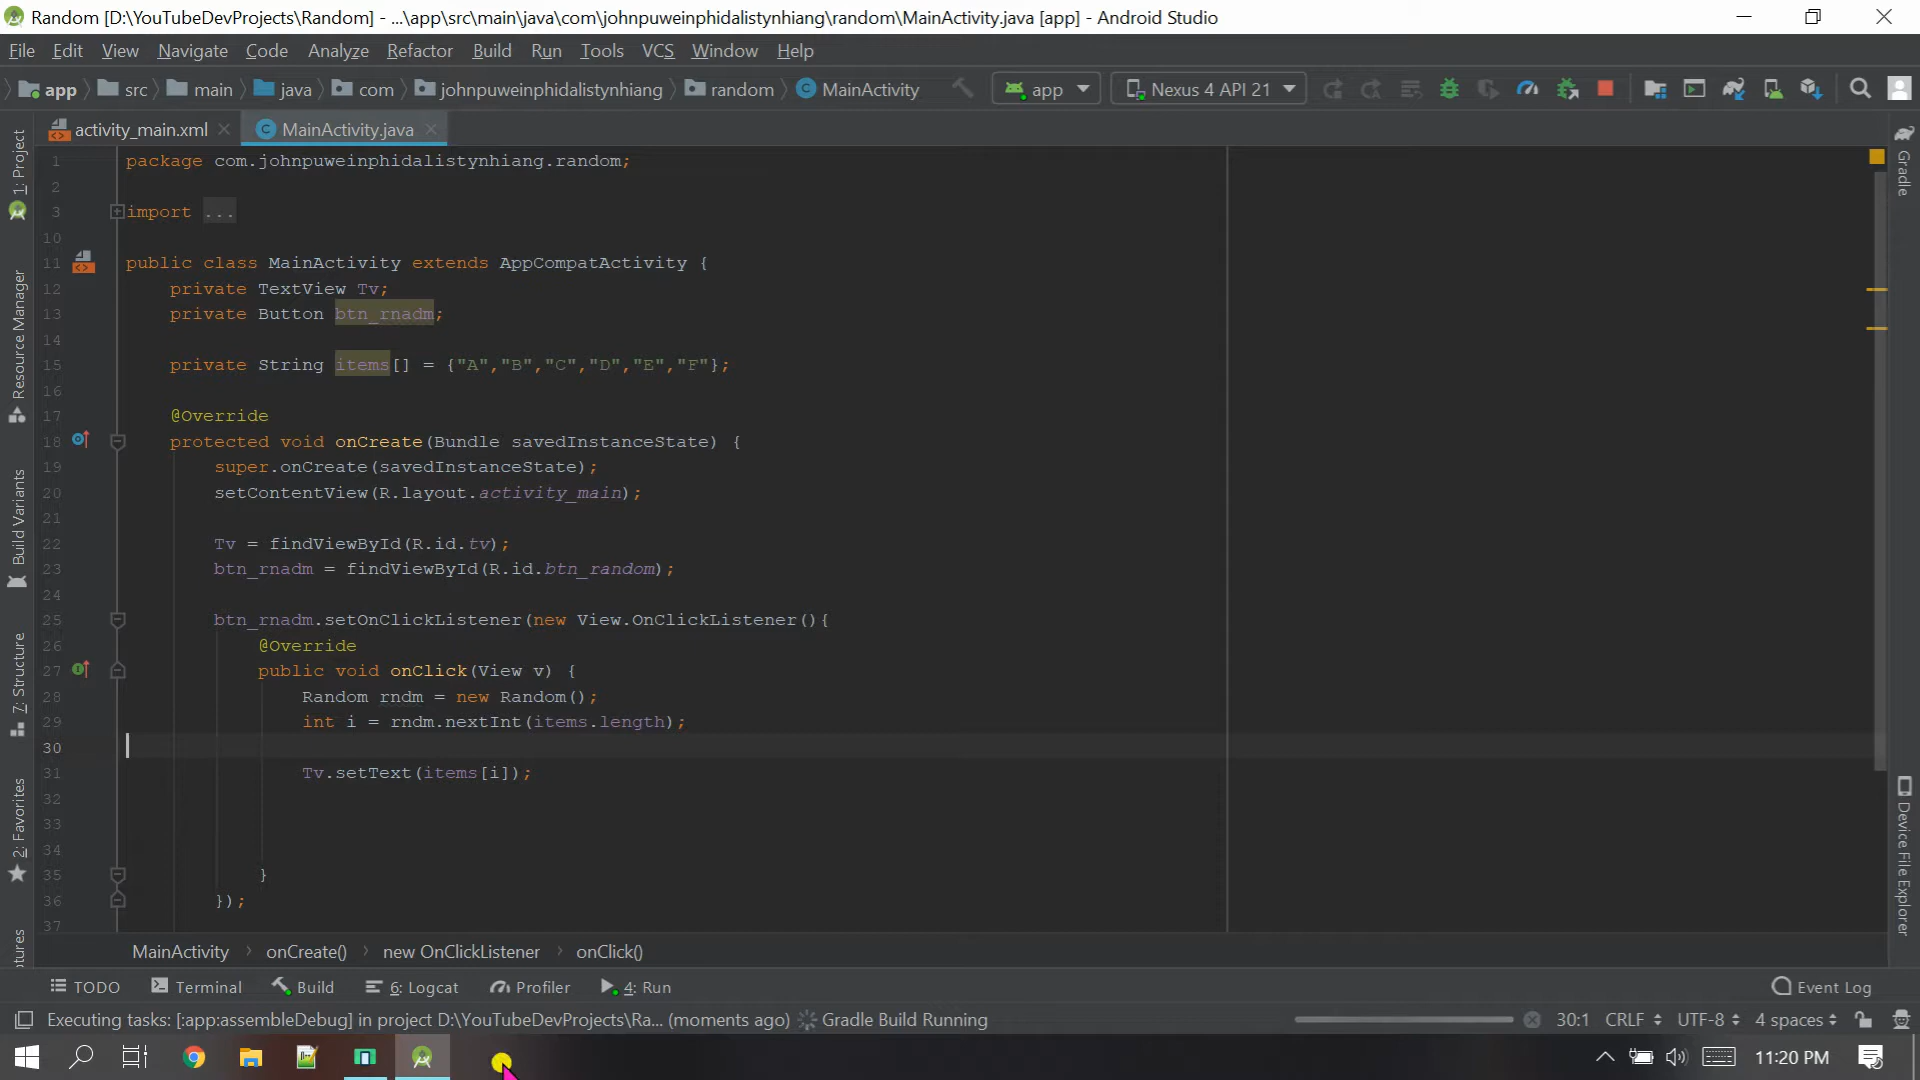 Random [D:\YouTubeDevProjects\Random] - ...\app\src\main\java\com\johnpuweinphidalistynhiang\random\MainActivity.java [app] - Android Studio
File Edit View Navigate Code Analyze Refactor Build Run Tools VCS Window Help
app src main java com johnpuweinphidalistynhiang random MainActivity app Nexus 4 API 21
activity_main.xml MainActivity.java
1 package com.johnpuweinphidalistynhiang.random;
2
3 import ...
10
11 public class MainActivity extends AppCompatActivity {
12 private TextView Tv;
13 private Button btn_rnadm;
14
15 private String items[] = {"A","B","C","D","E","F"};
16
17 @Override
18 protected void onCreate(Bundle savedInstanceState) {
19 super.onCreate(savedInstanceState);
20 setContentView(R.layout.activity_main);
21
22 Tv = findViewById(R.id.tv);
23 btn_rnadm = findViewById(R.id.btn_random);
24
25 btn_rnadm.setOnClickListener(new View.OnClickListener(){
26 @Override
27 public void onClick(View v) {
28 Random rndm = new Random();
29 int i = rndm.nextInt(items.length);
30
31 Tv.setText(items[i]);
32
33
34
35 }
36 });
37
1: Project
Resource Manager
Build Variants
7: Structure
2: Favorites
Gradle
Device File Explorer
MainActivity onCreate() new OnClickListener onClick()
TODO Terminal Build 6: Logcat Profiler 4: Run Event Log
Executing tasks: [:app:assembleDebug] in project D:\YouTubeDevProjects\Ra... (moments ago) Gradle Build Running 30:1 CRLF UTF-8 4 spaces
11:20 PM